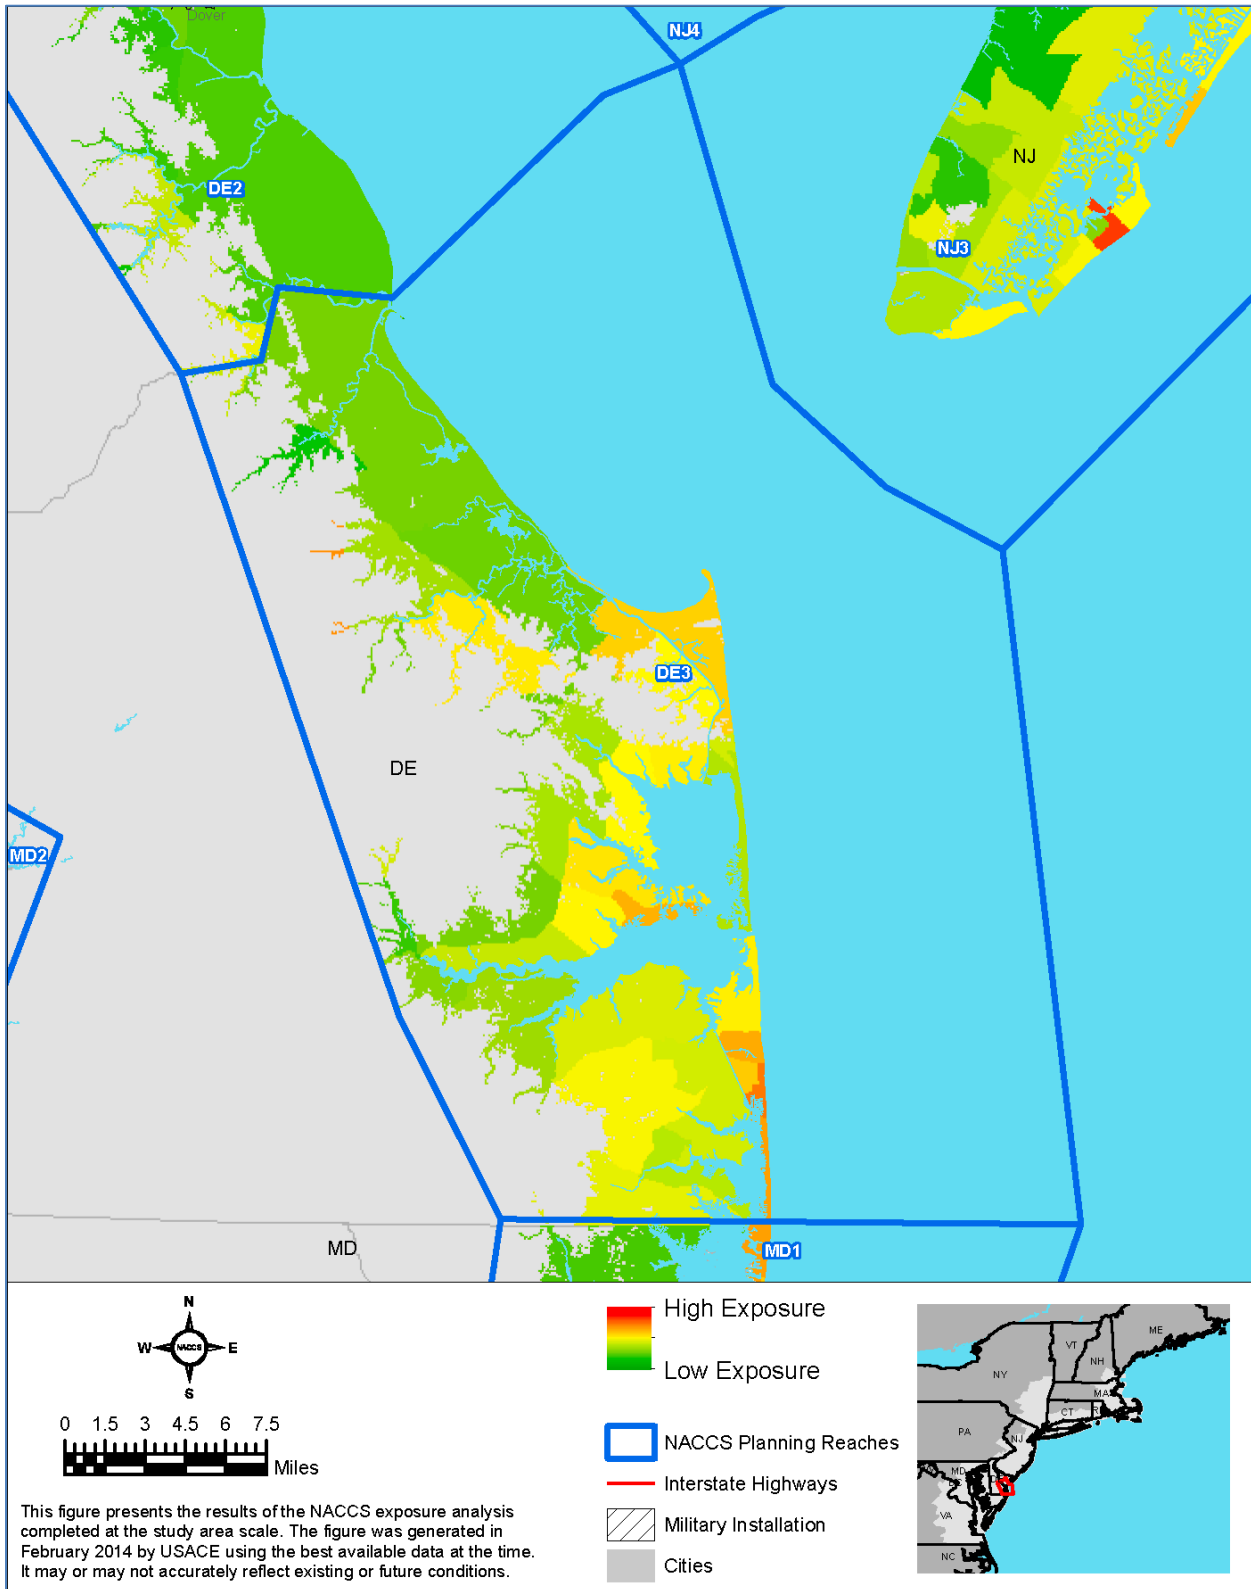 Dover
NJ4
NJ
DE2
NJ3
DE3
DE
MD2
MD
MD1
N
W NACCS E
S
0 1.5 3 4.5 6 7.5
Miles
This figure presents the results of the NACCS exposure analysis
completed at the study area scale. The figure was generated in
February 2014 by USACE using the best available data at the time.
It may or may not accurately reflect existing or future conditions.
High Exposure
Low Exposure
NACCS Planning Reaches
Interstate Highways
Military Installation
Cities
ME
VT
NH
NY
MA
CT
R
PA
NJ
MD
VA
NC